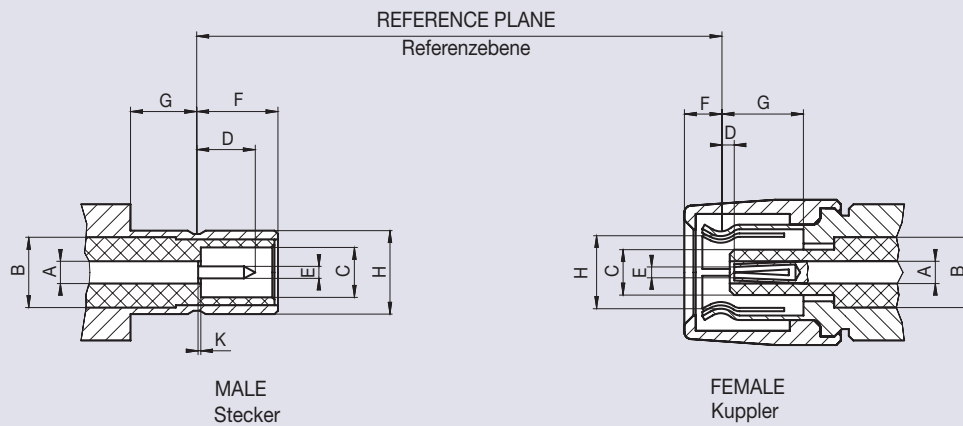 REFERENCE PLANE
Referenzebene
G
F
D
B
A
E
C
H
K
MALE
Stecker
F
G
D
H
C
E
A
B
FEMALE
Kuppler